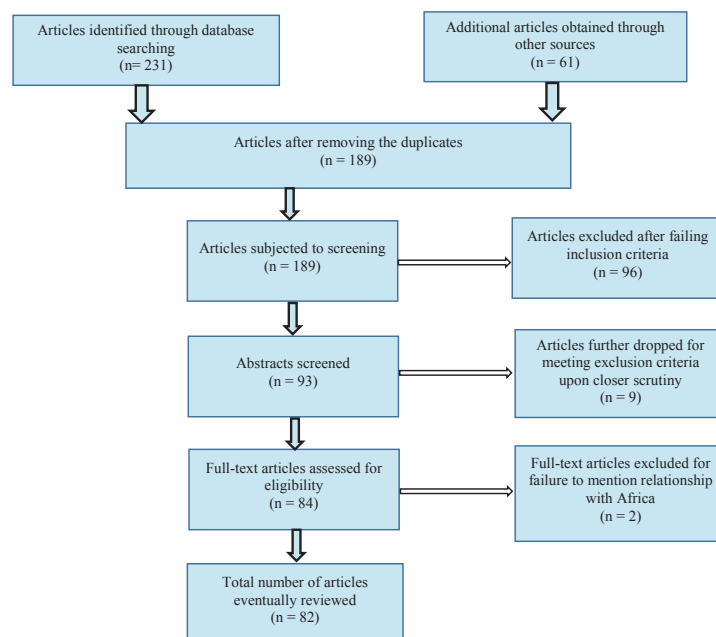 Articles identified through database
searching
(n= 231)
Additional articles obtained through
other sources
(n = 61)
Articles after removing the duplicates
(n = 189)
Articles subjected to screening
(n = 189)
Articles excluded after failing
inclusion criteria
(n = 96)
Abstracts screened
(n = 93)
Articles further dropped for
meeting exclusion criteria
upon closer scrutiny
(n = 9)
Full-text articles assessed for
eligibility
(n = 84)
Full-text articles excluded for
failure to mention relationship
with Africa
(n = 2)
Total number of articles
eventually reviewed
(n = 82)